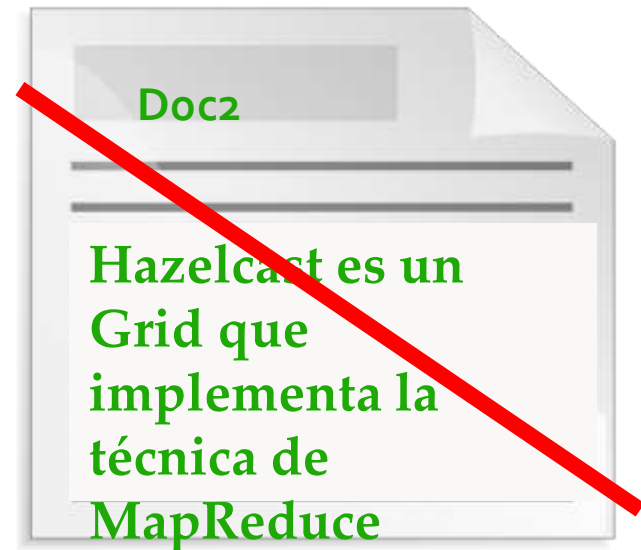 Doc2
Hazelcast es un
Grid que
implementa la
técnica de
MapReduce